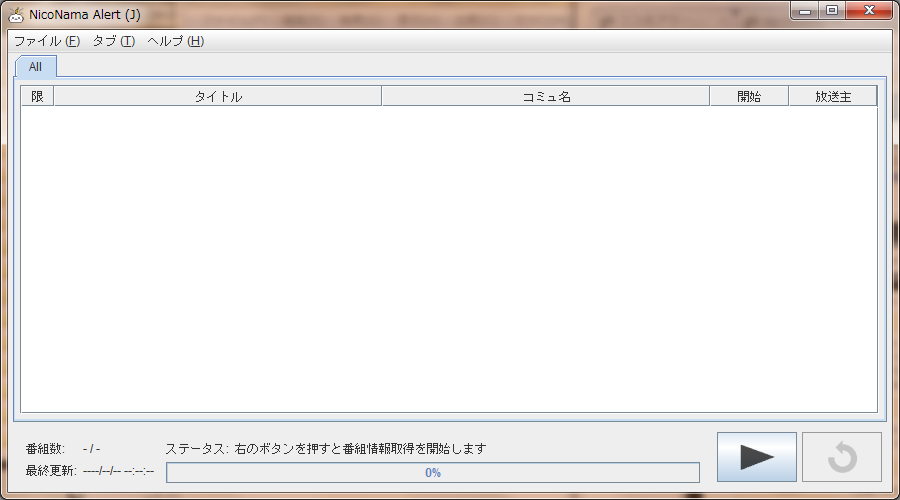 NicoNama Alert (J)
ファイル (F) タブ (T) ヘルプ (H)
All
限 タイトル コミュ名 開始 放送主
番組数: - / - ステータス: 右のボタンを押すと番組情報取得を開始します
最終更新: ----/--/-- --:--:-- 0%